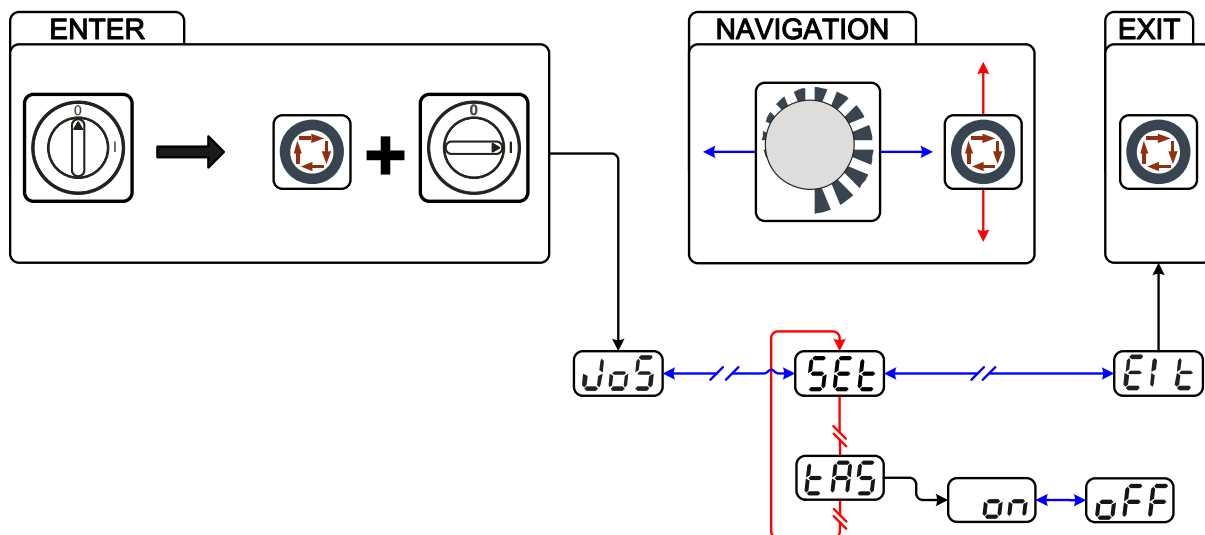 ENTER
NAVIGATION
EXIT
0
I
0
I
JoS
SEt
EIt
tAS
on
oFF